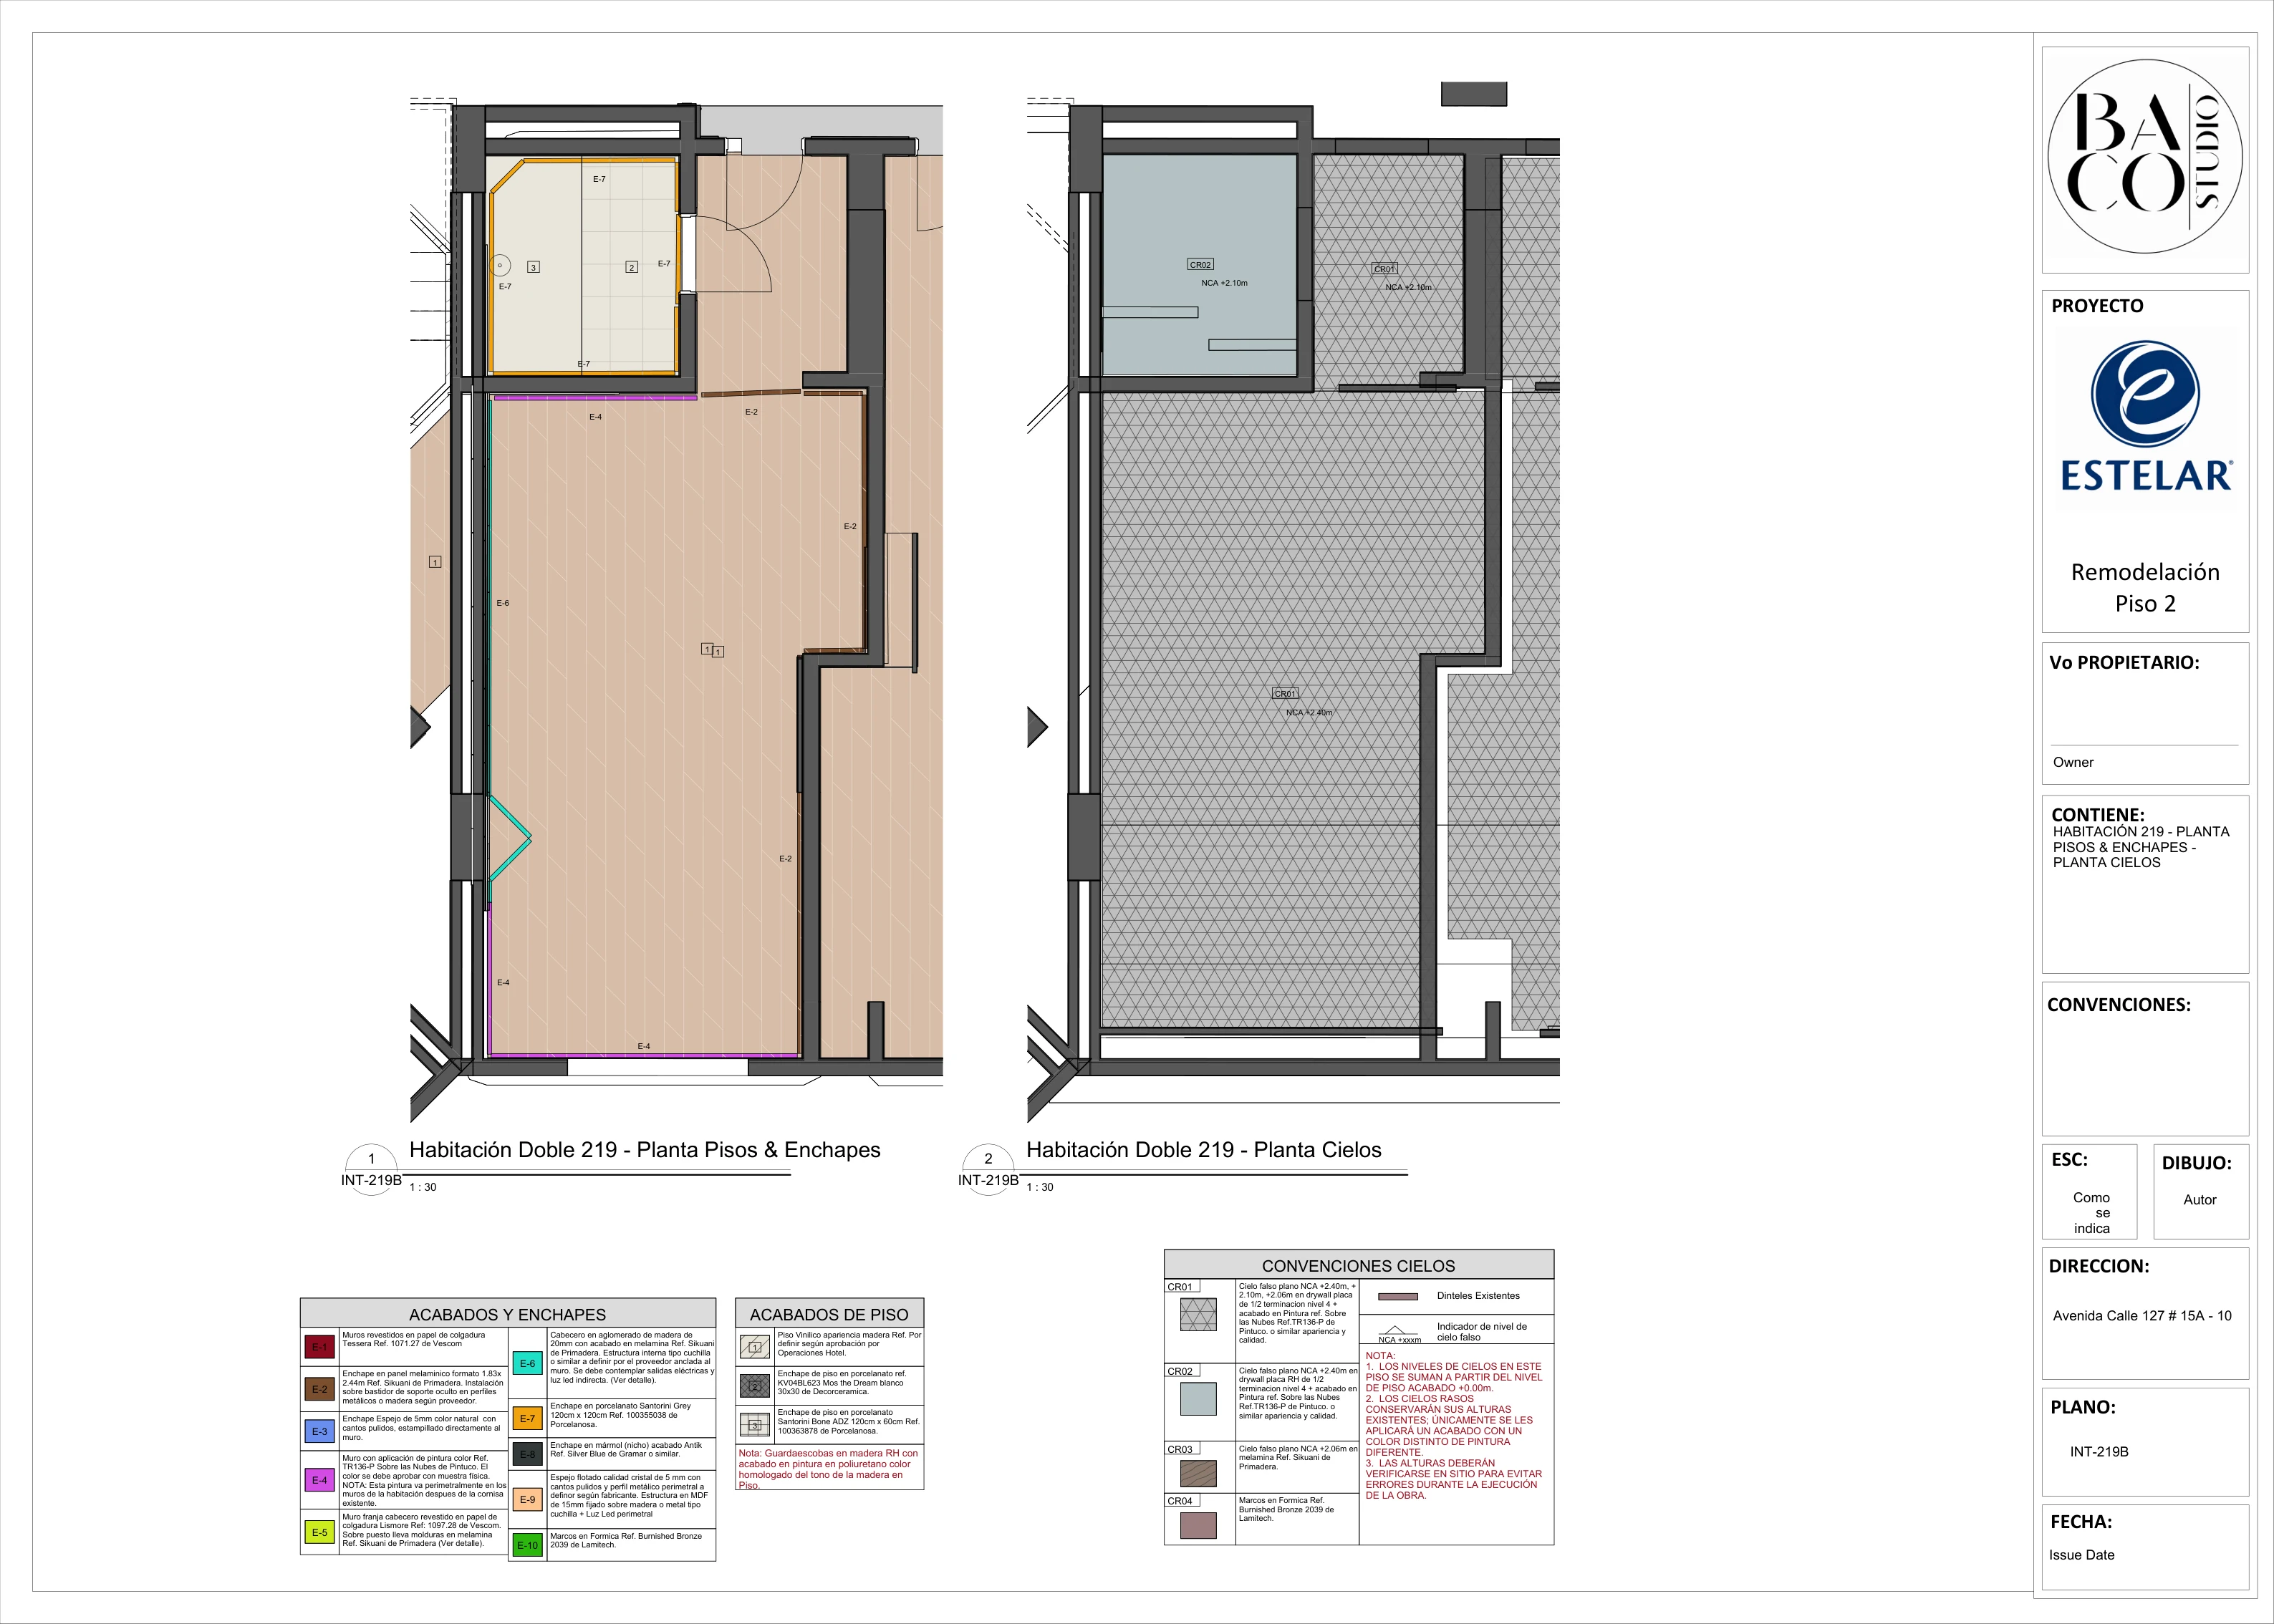 E-7
3
2
E-7
E-7
E-7
E-4
E-2
E-2
1
E-6
1
1
E-2
E-4
E-4
CR02
NCA +2.10m
CR01
NCA +2.10m
CR01
NCA +2.40m
1
INT-219B
Habitación Doble 219 - Planta Pisos & Enchapes
1 : 30
2
INT-219B
Habitación Doble 219 - Planta Cielos
1 : 30
ACABADOS Y ENCHAPES
E-1
Muros revestidos en papel de colgadura
Tessera Ref. 1071.27 de Vescom
E-2
Enchape en panel melaminico formato 1.83x
2.44m Ref. Sikuani de Primadera. Instalación
sobre bastidor de soporte oculto en perfiles
metálicos o madera según proveedor.
E-3
Enchape Espejo de 5mm color natural con
cantos pulidos, estampillado directamente al
muro.
E-4
Muro con aplicación de pintura color Ref.
TR136-P Sobre las Nubes de Pintuco. El
color se debe aprobar con muestra física.
NOTA: Esta pintura va perimetralmente en los
muros de la habitación despues de la cornisa
existente.
E-5
Muro franja cabecero revestido en papel de
colgadura Lismore Ref: 1097.28 de Vescom.
Sobre puesto lleva molduras en melamina
Ref. Sikuani de Primadera (Ver detalle).
E-6
Cabecero en aglomerado de madera de
20mm con acabado en melamina Ref. Sikuani
de Primadera. Estructura interna tipo cuchilla
o similar a definir por el proveedor anclada al
muro. Se debe contemplar salidas eléctricas y
luz led indirecta. (Ver detalle).
E-7
Enchape en porcelanato Santorini Grey
120cm x 120cm Ref. 100355038 de
Porcelanosa.
E-8
Enchape en mármol (nicho) acabado Antik
Ref. Silver Blue de Gramar o similar.
E-9
Espejo flotado calidad cristal de 5 mm con
cantos pulidos y perfil metálico perimetral a
definor según fabricante. Estructura en MDF
de 15mm fijado sobre madera o metal tipo
cuchilla + Luz Led perimetral
E-10
Marcos en Formica Ref. Burnished Bronze
2039 de Lamitech.
ACABADOS DE PISO
1
Piso Vinilico apariencia madera Ref. Por
definir según aprobación por
Operaciones Hotel.
2
Enchape de piso en porcelanato ref.
KV04BL623 Mos the Dream blanco
30x30 de Decorceramica.
3
Enchape de piso en porcelanato
Santorini Bone ADZ 120cm x 60cm Ref.
100363878 de Porcelanosa.
Nota: Guardaescobas en madera RH con
acabado en pintura en poliuretano color
homologado del tono de la madera en
Piso.
CONVENCIONES CIELOS
CR01
Cielo falso plano NCA +2.40m, +
2.10m, +2.06m en drywall placa
de 1/2 terminacion nivel 4 +
acabado en Pintura ref. Sobre
las Nubes Ref.TR136-P de
Pintuco. o similar apariencia y
calidad.
CR02
Cielo falso plano NCA +2.40m en
drywall placa RH de 1/2
terminacion nivel 4 + acabado en
Pintura ref. Sobre las Nubes
Ref.TR136-P de Pintuco. o
similar apariencia y calidad.
CR03
Cielo falso plano NCA +2.06m en
melamina Ref. Sikuani de
Primadera.
CR04
Marcos en Formica Ref.
Burnished Bronze 2039 de
Lamitech.
Dinteles Existentes
NCA +xxxm
Indicador de nivel de
cielo falso
NOTA:
1. LOS NIVELES DE CIELOS EN ESTE
PISO SE SUMAN A PARTIR DEL NIVEL
DE PISO ACABADO +0.00m.
2. LOS CIELOS RASOS
CONSERVARÁN SUS ALTURAS
EXISTENTES; ÚNICAMENTE SE LES
APLICARÁ UN ACABADO CON UN
COLOR DISTINTO DE PINTURA
DIFERENTE.
3. LAS ALTURAS DEBERÁN
VERIFICARSE EN SITIO PARA EVITAR
ERRORES DURANTE LA EJECUCIÓN
DE LA OBRA.
BACO STUDIO
PROYECTO
ESTELAR®
Remodelación
Piso 2
Vo PROPIETARIO:
Owner
CONTIENE:
HABITACIÓN 219 - PLANTA
PISOS & ENCHAPES -
PLANTA CIELOS
CONVENCIONES:
ESC:
Como
se
indica
DIBUJO:
Autor
DIRECCION:
Avenida Calle 127 # 15A - 10
PLANO:
INT-219B
FECHA:
Issue Date